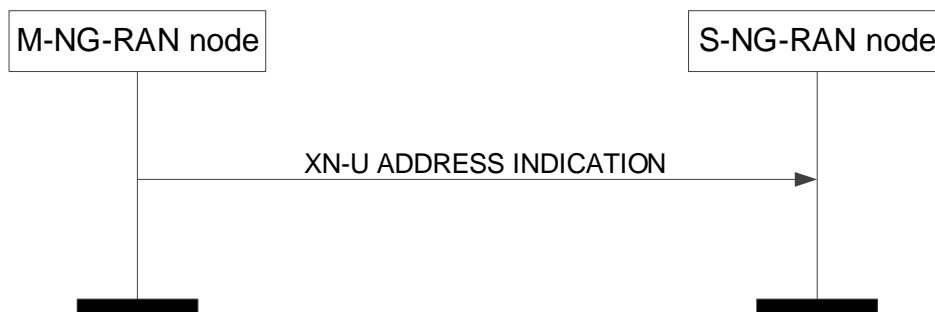 M-NG-RAN node
S-NG-RAN node
XN-U ADDRESS INDICATION